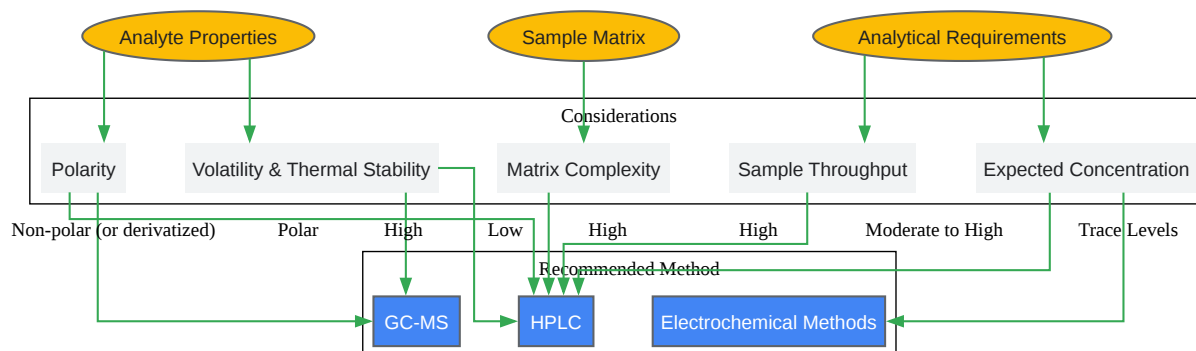 Analyte Properties
Sample Matrix
Analytical Requirements
Considerations
Polarity
Volatility & Thermal Stability
Matrix Complexity
Sample Throughput
Expected Concentration
Non-polar (or derivatized)
Polar
High
Low
High
High
Moderate to High
Trace Levels
Recommended Method
GC-MS
HPLC
Electrochemical Methods